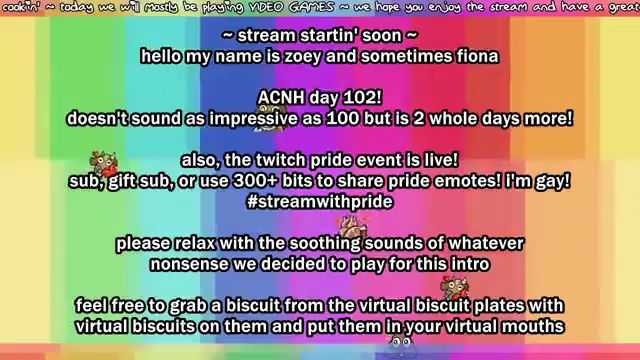 cookin' ~ today we will mostly be playing VIDEO GAMES ~ we hope you enjoy the stream and have a great
~ stream startin' soon ~
hello my name is zoey and sometimes fiona
ACNH day 102!
doesn't sound as impressive as 100 but is 2 whole days more!
also, the twitch pride event is live!
sub, gift sub, or use 300+ bits to share pride emotes! I'm gay!
#streamwithpride
please relax with the soothing sounds of whatever
nonsense we decided to play for this intro
feel free to grab a biscuit from the virtual biscuit plates with
virtual biscuits on them and put them in your virtual mouths